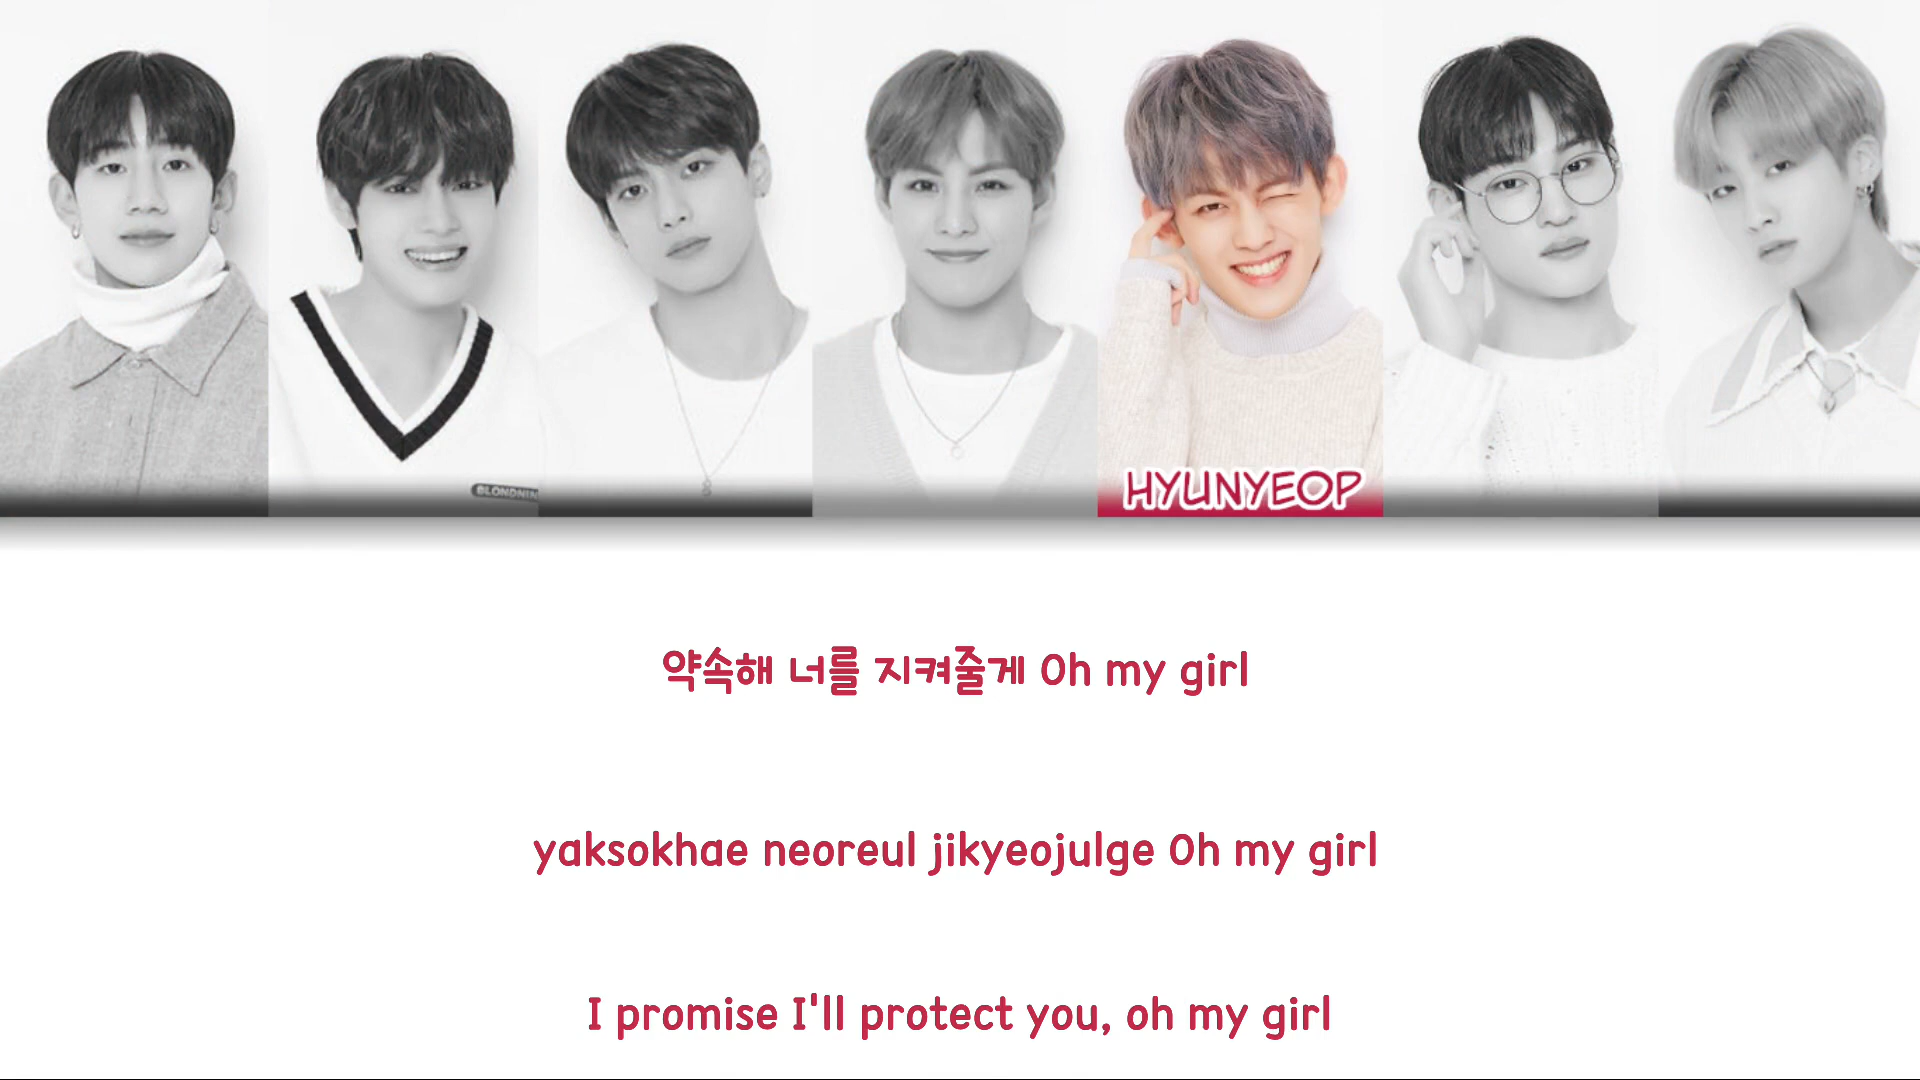 BLONDNIN
HYUNYEOP
약속해 너를 지켜줄게 Oh my girl
yaksokhae neoreul jikyeojulge Oh my girl
I promise I'll protect you, oh my girl